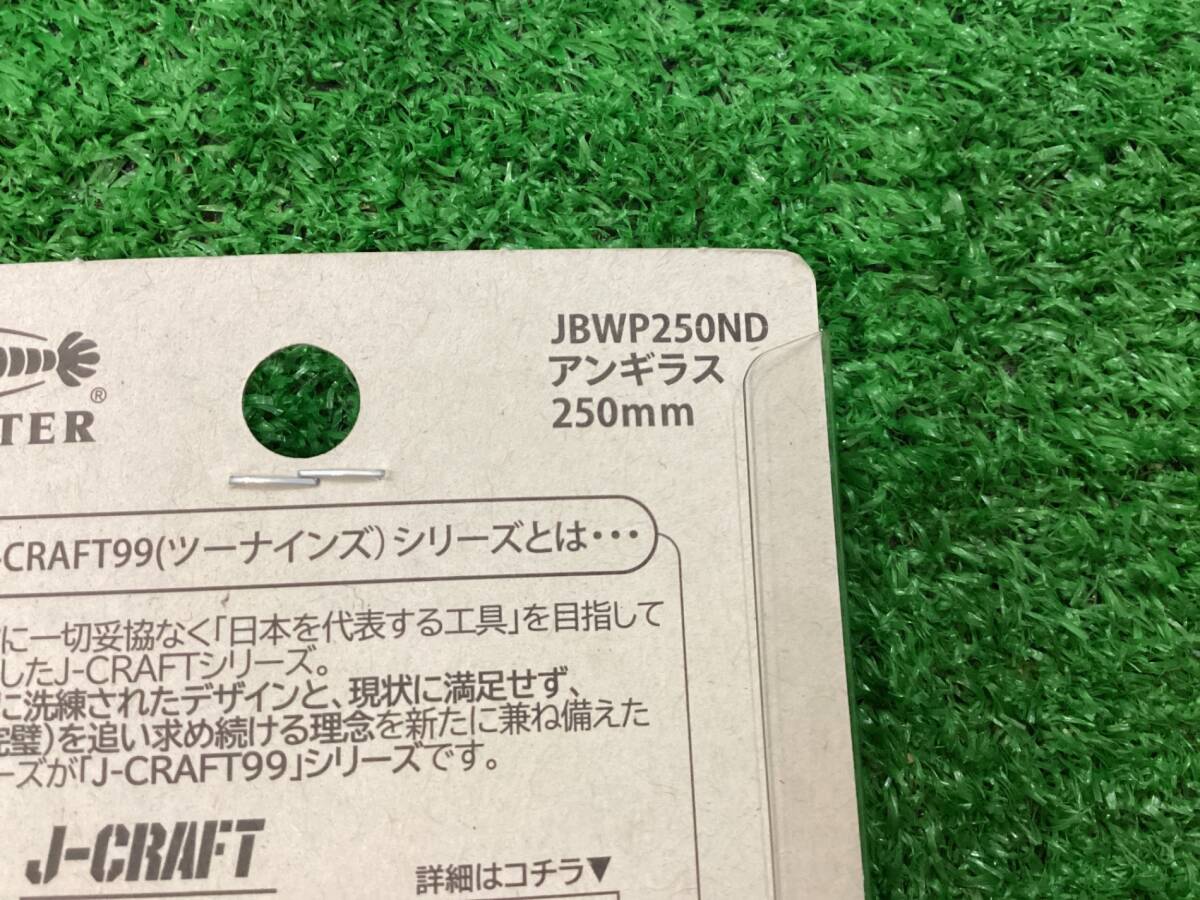 JBWP250ND
アンギラス
250mm
®
TER
-CRAFT99(ツーナインズ)シリーズとは・・・
に一切妥協なく「日本を代表する工具」を目指して
したJ-CRAFTシリーズ。
に洗練されたデザインと、現状に満足せず、
璧)を追い求め続ける理念を新たに兼ね備えた
ーズが「J-CRAFT99」シリーズです。
J-CRAFT
詳細はコチラ▼